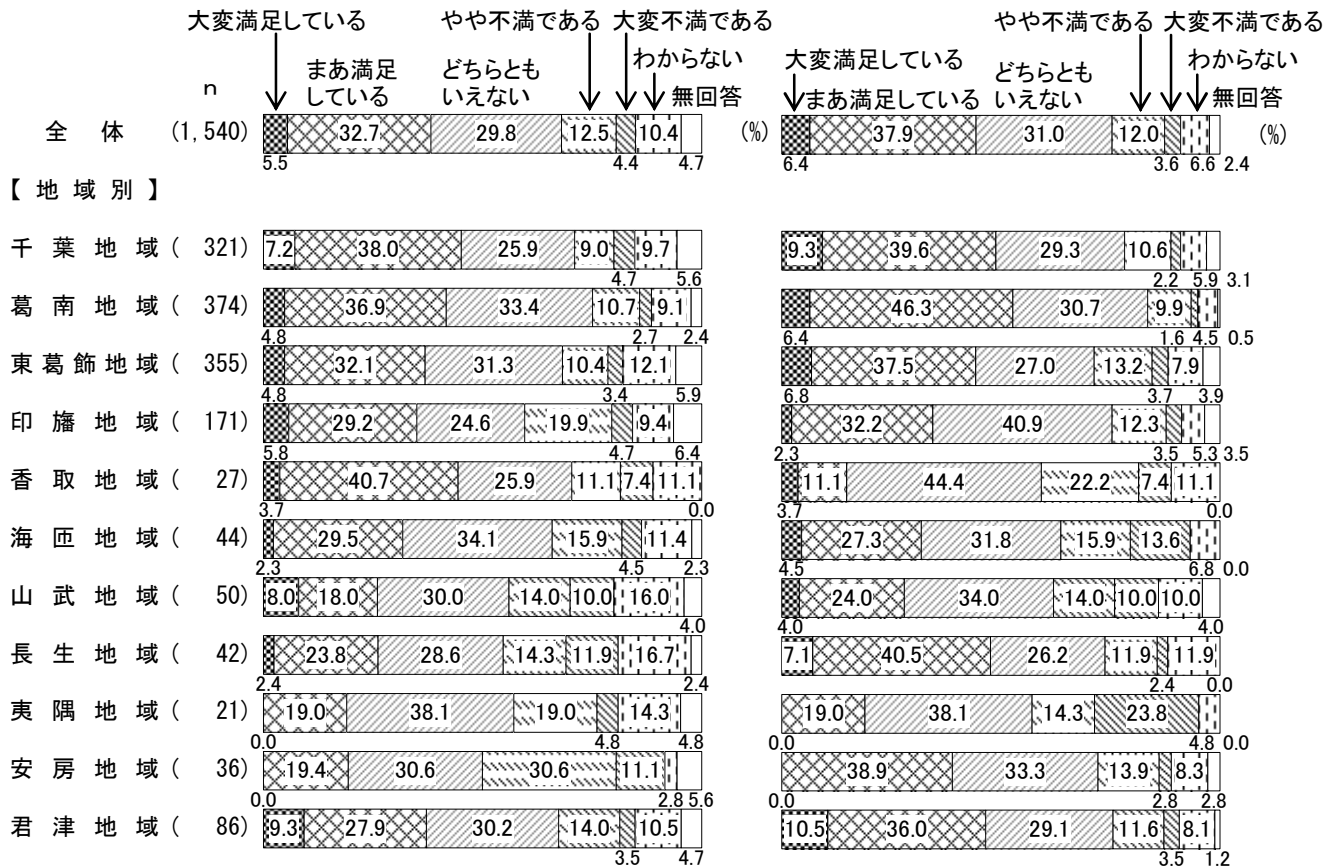 大変満足している やや不満である 大変不満である やや不満である 大変不満である
わからない 大変満足している わからない
まあ満足している どちらともいえない 無回答 まあ満足している どちらともいえない 無回答
n
全体 (1,540) 32.7 29.8 12.5 10.4 (%) 37.9 31.0 12.0 (%)
5.5 4.4 4.7 6.4 3.6 6.6 2.4
【地域別】
千葉地域( 321) 7.2 38.0 25.9 9.0 9.7 9.3 39.6 29.3 10.6
4.7 5.6 2.2 5.9 3.1
葛南地域( 374) 36.9 33.4 10.7 9.1 46.3 30.7 9.9
4.8 2.7 2.4 6.4 1.6 4.5 0.5
東葛飾地域( 355) 32.1 31.3 10.4 12.1 37.5 27.0 13.2 7.9
4.8 3.4 5.9 6.8 3.7 3.9
印旛地域( 171) 29.2 24.6 19.9 9.4 32.2 40.9 12.3
5.8 4.7 6.4 2.3 3.5 5.3 3.5
香取地域( 27) 40.7 25.9 11.1 7.4 11.1 11.1 44.4 22.2 7.4 11.1
3.7 0.0 3.7 0.0
海匝地域( 44) 29.5 34.1 15.9 11.4 27.3 31.8 15.9 13.6
2.3 4.5 2.3 4.5 6.8 0.0
山武地域( 50) 8.0 18.0 30.0 14.0 10.0 16.0 24.0 34.0 14.0 10.0 10.0
4.0 4.0 4.0
長生地域( 42) 23.8 28.6 14.3 11.9 16.7 7.1 40.5 26.2 11.9 11.9
2.4 2.4 2.4 0.0
夷隅地域( 21) 19.0 38.1 19.0 14.3 19.0 38.1 14.3 23.8
0.0 4.8 4.8 0.0 4.8 0.0
安房地域( 36) 19.4 30.6 30.6 11.1 38.9 33.3 13.9 8.3
0.0 2.8 5.6 0.0 2.8 2.8
君津地域( 86) 9.3 27.9 30.2 14.0 10.5 10.5 36.0 29.1 11.6 8.1
3.5 4.7 3.5 1.2